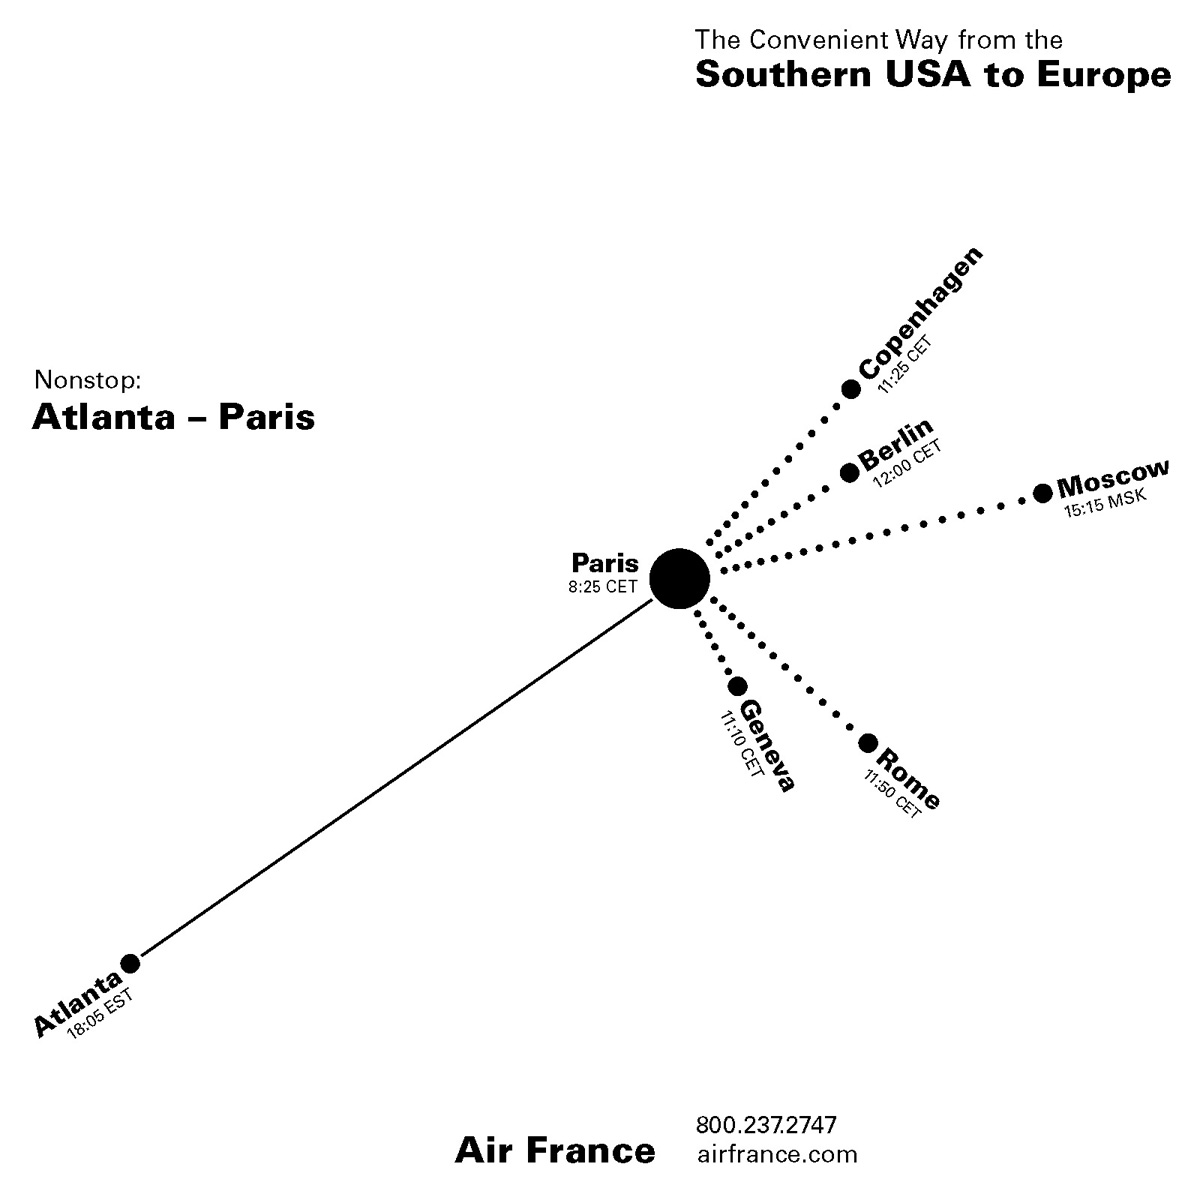 The Convenient Way from the
Southern USA to Europe
Nonstop:
Atlanta – Paris
Copenhagen
11:25 CET
Berlin
12:00 CET
Moscow
15:15 MSK
Paris
8:25 CET
Geneva
11:10 CET
Rome
11:50 CET
Atlanta
18:05 EST
Air France
800.237.2747
airfrance.com